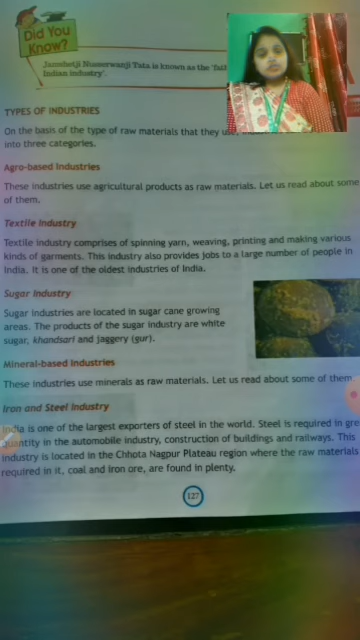 Did You
Know?
Jamshetji Nusserwanji Tata is known as the
Indian industry'.
TYPES OF INDUSTRIES
On the basis of the type of raw materials that they
into three categories.
Agro-based Industries
These industries use agricultural products as raw materials. Let us read about some
of them.
Textile Industry
Textile industry comprises of spinning yarn, weaving, printing and making various
kinds of garments. This industry also provides jobs to a large number of people in
India. It is one of the oldest industries of India.
Sugar Industry
Sugar industries are located in sugar cane growing
areas. The products of the sugar industry are white
sugar, khandsari and jaggery (gur).
Mineral-based Industries
These industries use minerals as raw materials. Let us read about some of them
Iron and Steel Industry
India is one of the largest exporters of steel in the world. Steel is required in
quantity in the automobile industry, construction of buildings and railways. This
industry is located in the Chhota Nagpur Plateau region where the raw materials
required in it, coal and iron ore, are found in plenty.
127